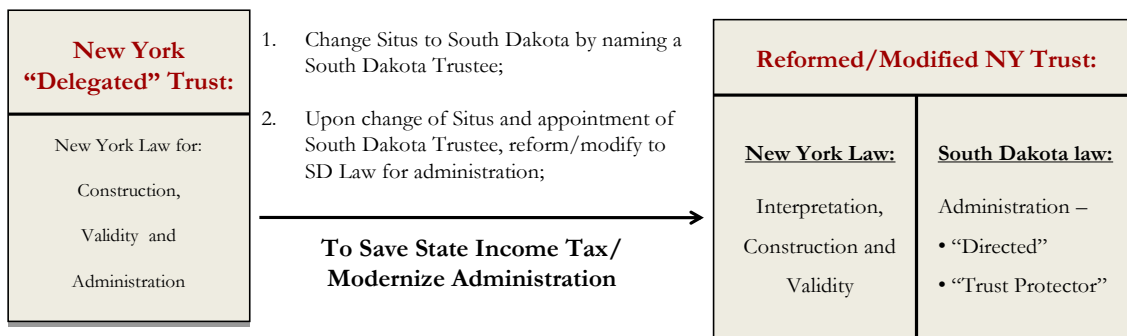 New York
“Delegated” Trust:
New York Law for:
Construction,
Validity and
Administration
1. Change Situs to South Dakota by naming a
South Dakota Trustee;
2. Upon change of Situs and appointment of
South Dakota Trustee, reform/modify to
SD Law for administration;
To Save State Income Tax/
Modernize Administration
Reformed/Modified NY Trust:
New York Law:
Interpretation,
Construction and
Validity
South Dakota law:
Administration –
• “Directed”
• “Trust Protector”